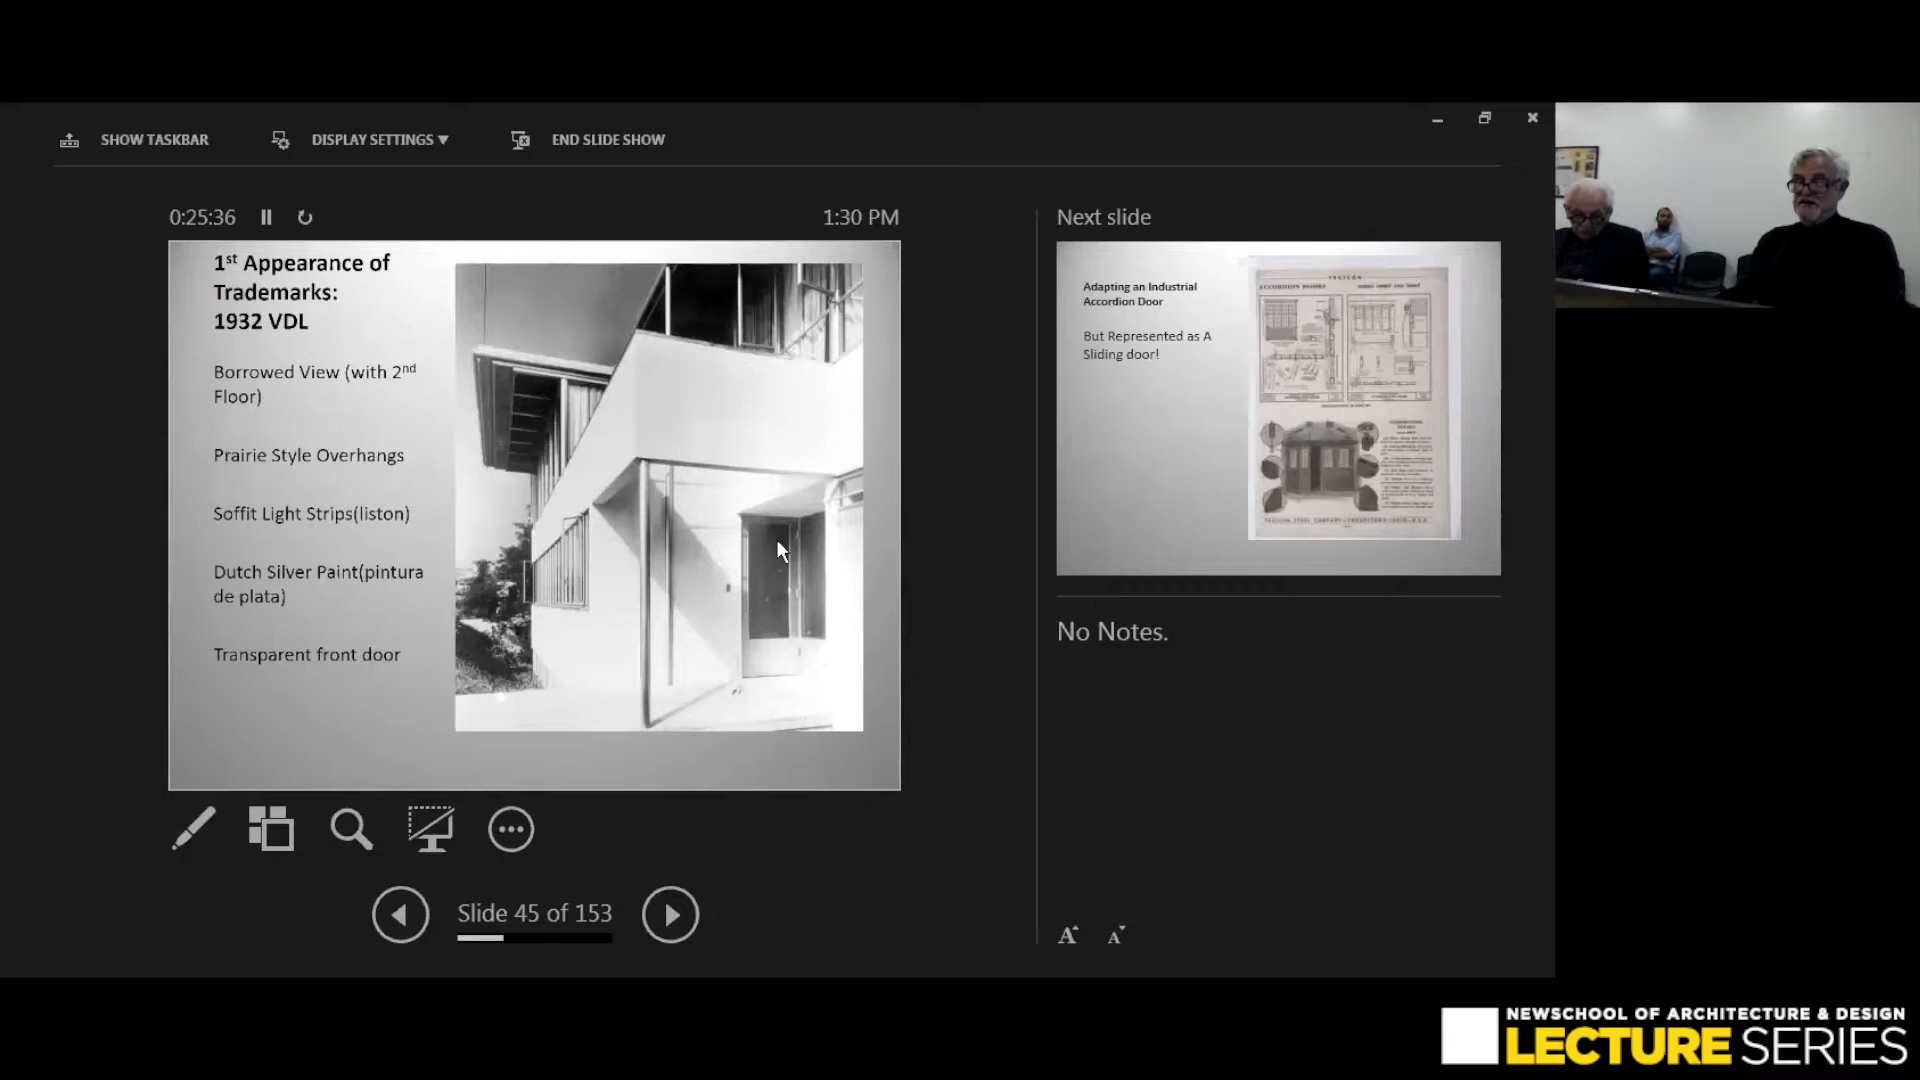 SHOW TASKBAR
DISPLAY SETTINGS ▼
END SLIDE SHOW
0:25:36
1:30 PM
1st Appearance of
Trademarks:
1932 VDL
Borrowed View (with 2nd
Floor)
Prairie Style Overhangs
Soffit Light Strips(liston)
Dutch Silver Paint(pintura
de plata)
Transparent front door
Next slide
Adapting an Industrial
Accordion Door
But Represented as A
Sliding door!
TRUSCON
ACCORDION DOORS
No Notes.
Slide 45 of 153
A A
NEWSCHOOL OF ARCHITECTURE & DESIGN
LECTURE SERIES